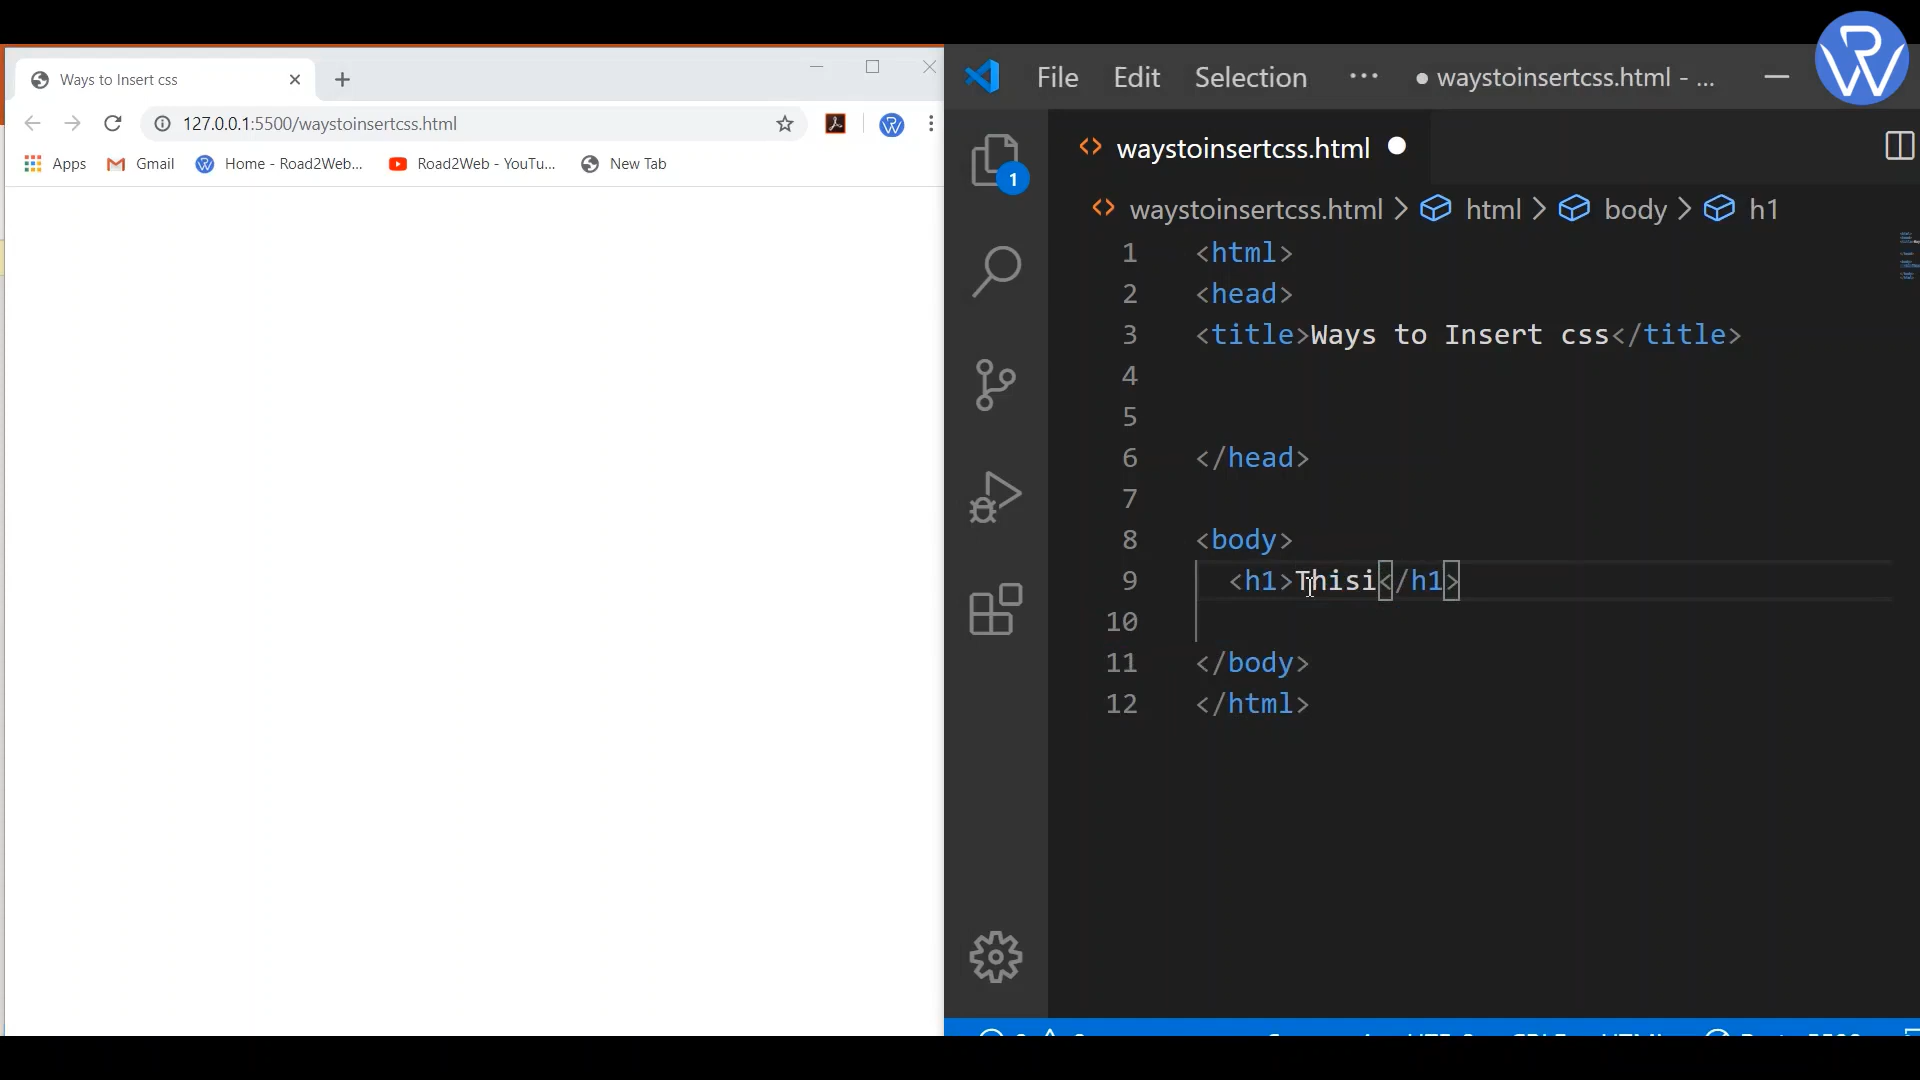 Ways to Insert css
127.0.0.1:5500/waystoinsertcss.html
Apps Gmail Home - Road2Web... Road2Web - YouTu... New Tab
File Edit Selection ··· ● waystoinsertcss.html - ...
waystoinsertcss.html
waystoinsertcss.html > html > body > h1
1
1 <html>
2 <head>
3 <title>Ways to Insert css</title>
4
5
6 </head>
7
8 <body>
9 <h1>Thisi</h1>
10
11 </body>
12 </html>